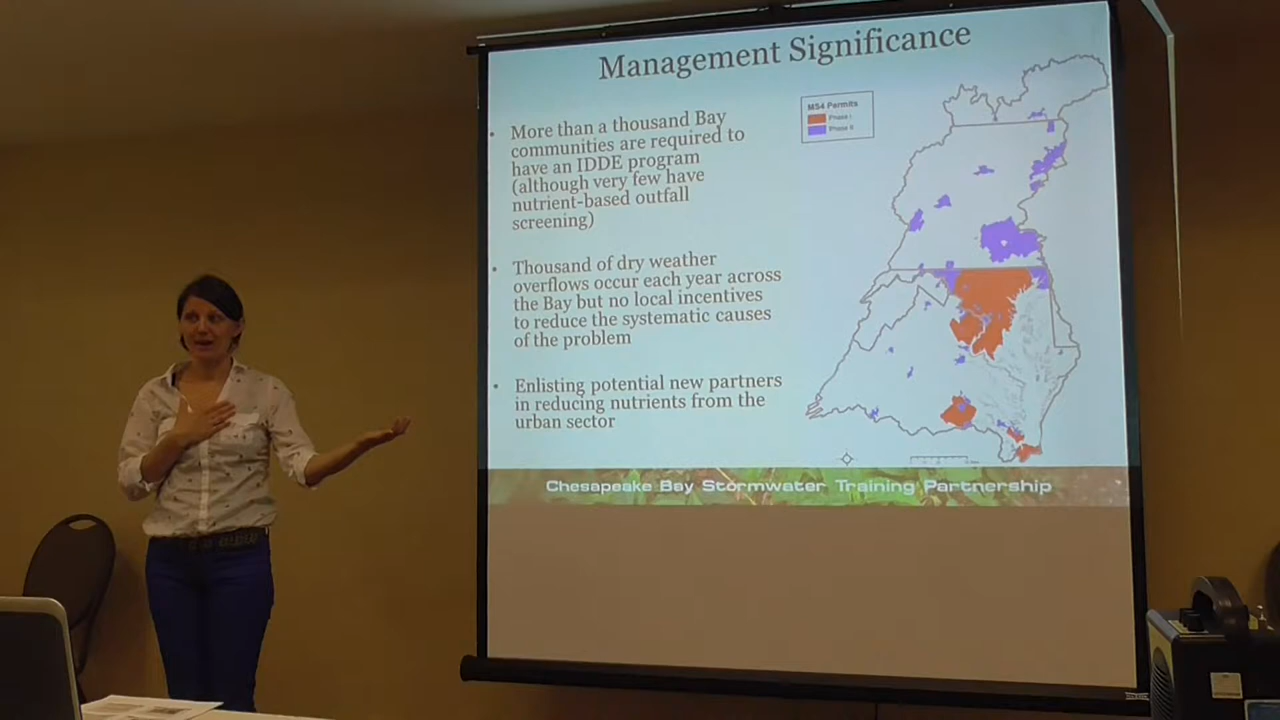 Management Significance
More than a thousand Bay
communities are required to
have an IDDE program
(although very few have
nutrient-based outfall
screening)
Thousand of dry weather
overflows occur each year across
the Bay but no local incentives
to reduce the systematic causes
of the problem
Enlisting potential new partners
in reducing nutrients from the
urban sector
MS4 Permits
Phase I
Phase II
Chesapeake Bay Stormwater Training Partnership